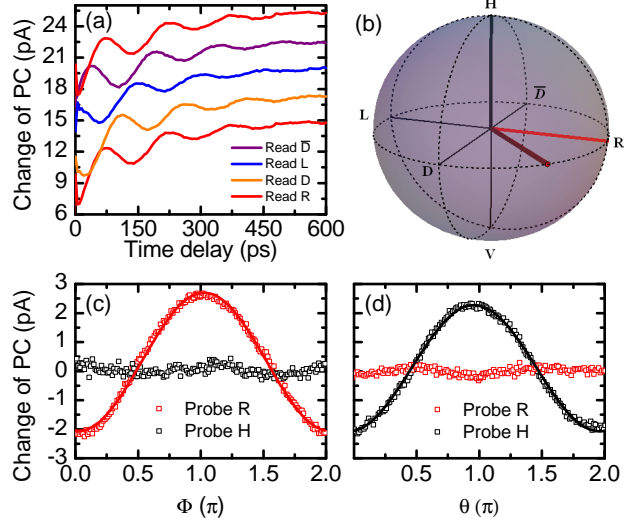 (a)
Change of PC (pA)
24
21
18
15
12
9
6
Read D̅
Read L
Read D
Read R
0 150 300 450 600
Time delay (ps)
(b)
H
D̅
L
R
D
V
(c)
Change of PC (pA)
3
2
1
0
-1
-2
-3
Probe R
Probe H
0.0 0.5 1.0 1.5 2.0
Φ (π)
(d)
Probe R
Probe H
0.5 1.0 1.5 2.0
θ (π)